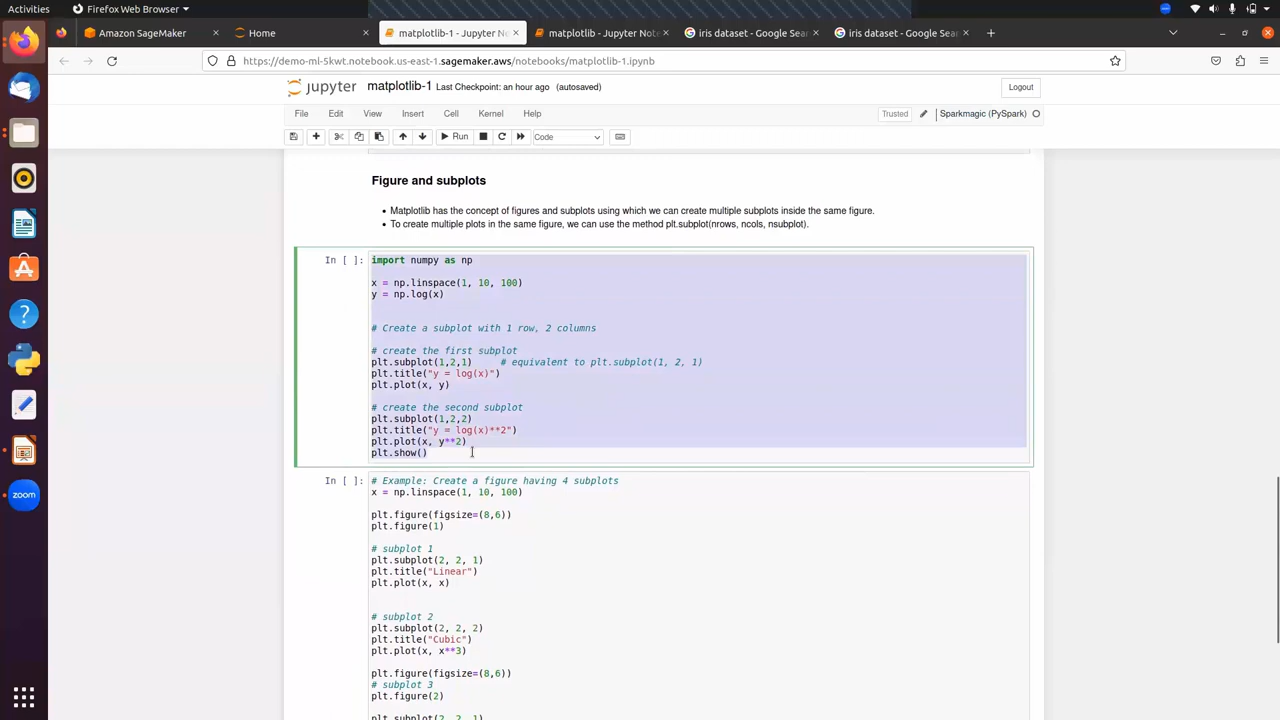 Activities Firefox Web Browser
Amazon SageMaker × Home × matplotlib-1 - Jupyter N × matplotlib - Jupyter Note × iris dataset - Google Sear × iris dataset - Google Sear × +
https://demo-ml-5kwt.notebook.us-east-1.sagemaker.aws/notebooks/matplotlib-1.ipynb
jupyter matplotlib-1 Last Checkpoint: an hour ago (autosaved) Logout
File Edit View Insert Cell Kernel Help Trusted Sparkmagic (PySpark)
Run Code
Figure and subplots
• Matplotlib has the concept of figures and subplots using which we can create multiple subplots inside the same figure.
• To create multiple plots in the same figure, we can use the method plt.subplot(nrows, ncols, nsubplot).
In [ ]: import numpy as np
x = np.linspace(1, 10, 100)
y = np.log(x)
# Create a subplot with 1 row, 2 columns
# create the first subplot
plt.subplot(1,2,1) # equivalent to plt.subplot(1, 2, 1)
plt.title("y = log(x)")
plt.plot(x, y)
# create the second subplot
plt.subplot(1,2,2)
plt.title("y = log(x)**2")
plt.plot(x, y**2)
plt.show()
In [ ]: # Example: Create a figure having 4 subplots
x = np.linspace(1, 10, 100)
plt.figure(figsize=(8,6))
plt.figure(1)
# subplot 1
plt.subplot(2, 2, 1)
plt.title("Linear")
plt.plot(x, x)
# subplot 2
plt.subplot(2, 2, 2)
plt.title("Cubic")
plt.plot(x, x**3)
plt.figure(figsize=(8,6))
# subplot 3
plt.figure(2)
plt.subplot(2, 2, 1)
zoom